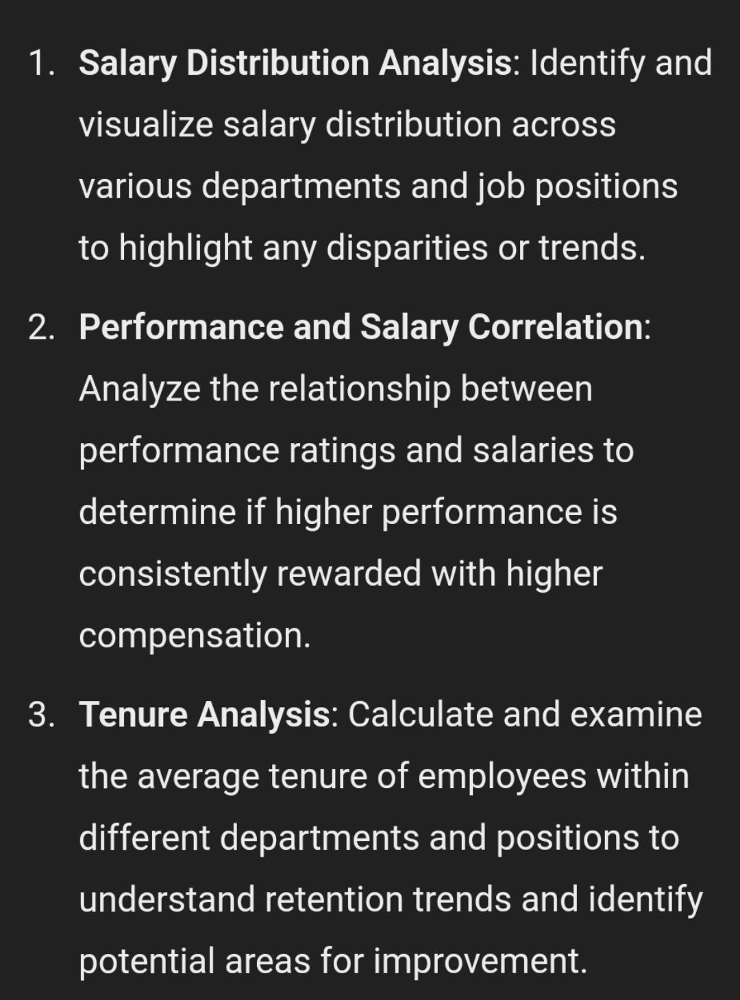 1. Salary Distribution Analysis: Identify and
visualize salary distribution across
various departments and job positions
to highlight any disparities or trends.
2. Performance and Salary Correlation:
Analyze the relationship between
performance ratings and salaries to
determine if higher performance is
consistently rewarded with higher
compensation.
3. Tenure Analysis: Calculate and examine
the average tenure of employees within
different departments and positions to
understand retention trends and identify
potential areas for improvement.